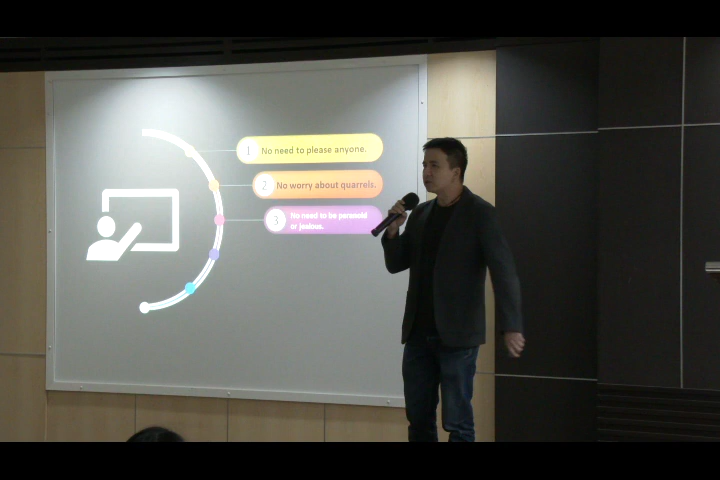 1 No need to please anyone.
2 No worry about quarrels.
3 No need to be paranoid
or jealous.